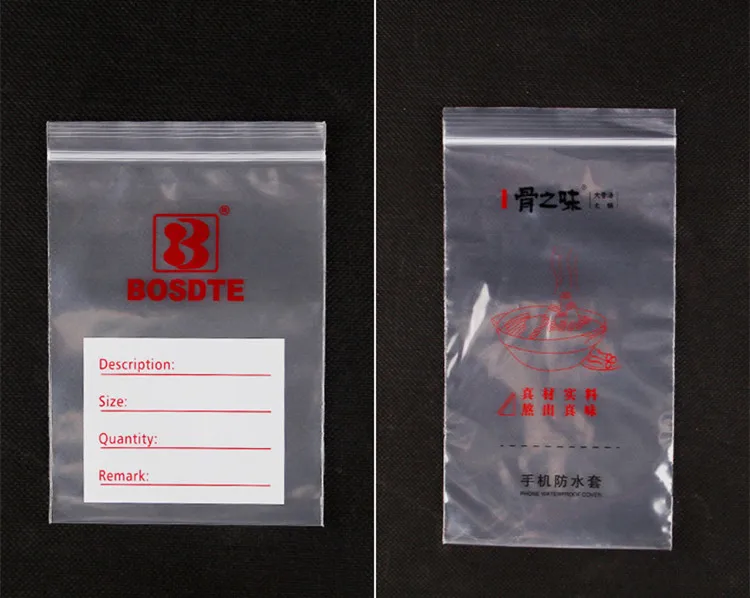 ®
BOSDTE
Description:
Size:
Quantity:
Remark:
骨之味®
真材实料
熬出真味
手机防水套
PHONE WATERPROOF COVER